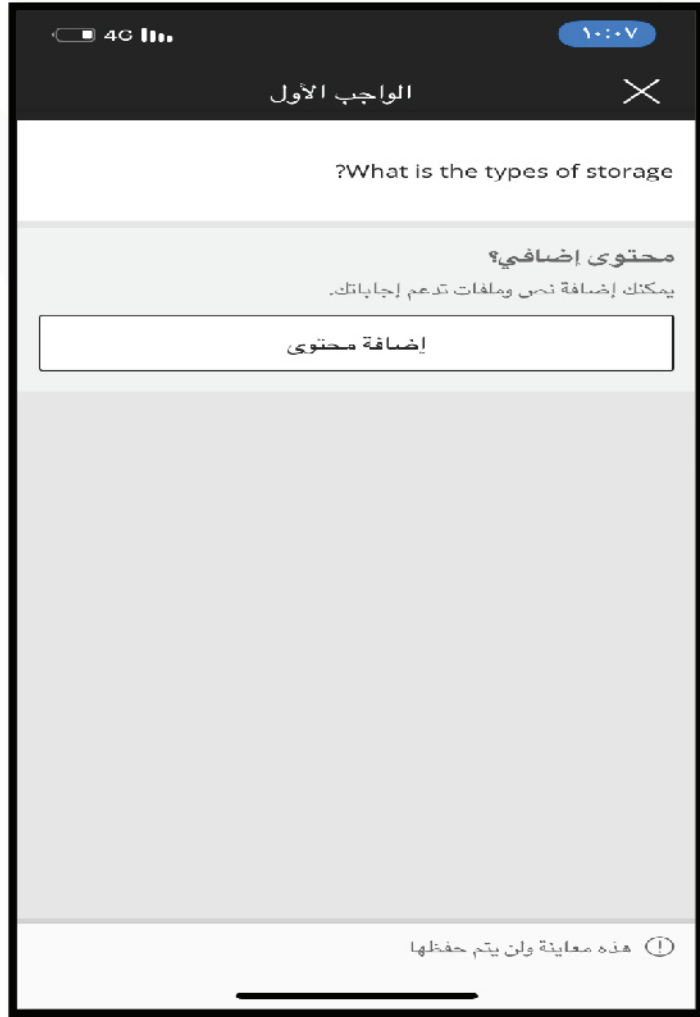 4G ١٠:٠٧
الواجب الأول
?What is the types of storage
محتوى إضافي؟
يمكنك إضافة نص وملفات تدعم إجاباتك.
إضافة محتوى
هذه معاينة ولن يتم حفظها